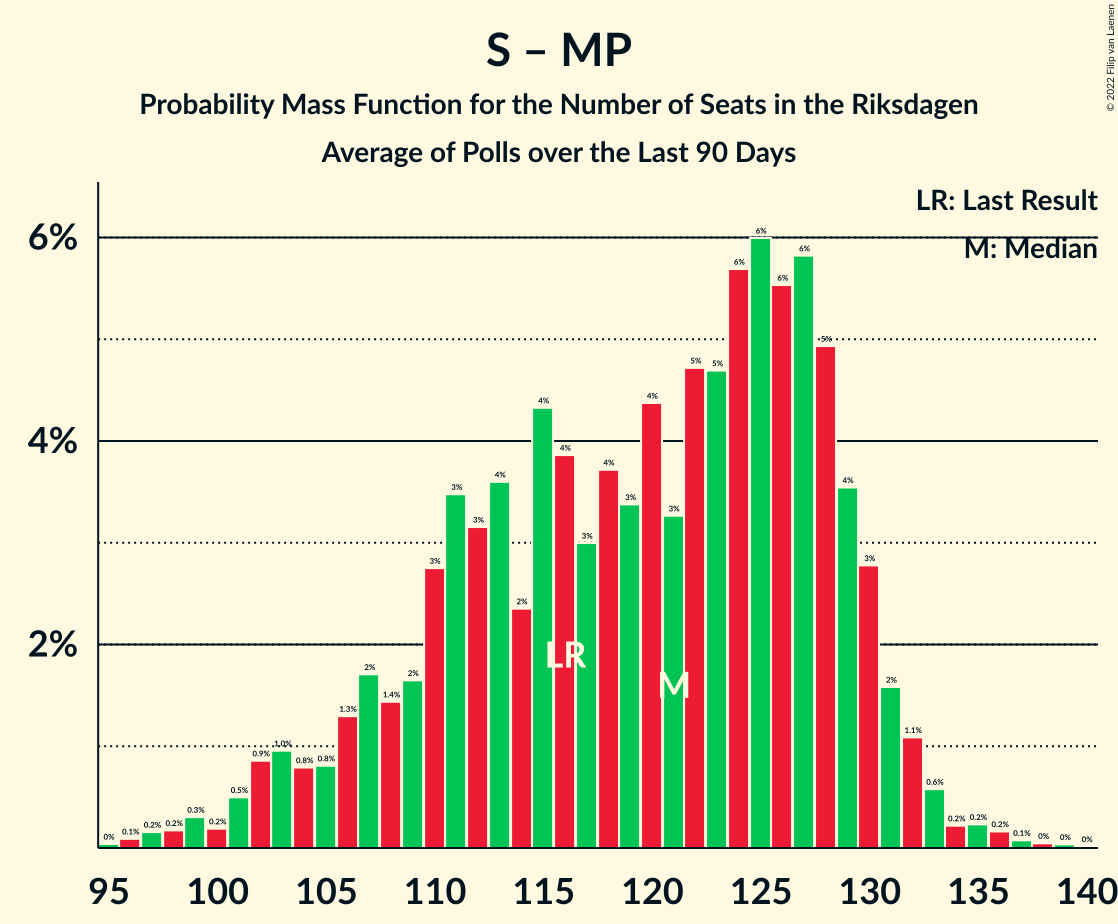 S – MP
Probability Mass Function for the Number of Seats in the Riksdagen
Average of Polls over the Last 90 Days
© 2022 Filip van Laenen
LR: Last Result
M: Median
6%
4%
2%
0% 0.1% 0.2% 0.2% 0.3% 0.2% 0.5% 0.9% 1.0% 0.8% 0.8% 1.3% 2% 1.4% 2% 3% 3% 3% 4% 2% 4% 4% 3% 4% 3% 4% 3% 5% 5% 6% 6% 6% 6% 5% 4% 3% 2% 1.1% 0.6% 0.2% 0.2% 0.2% 0.1% 0% 0% 0%
LR
M
95 100 105 110 115 120 125 130 135 140